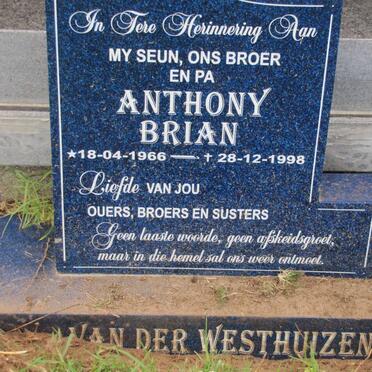 In Tere Herinnering Aan
MY SEUN, ONS BROER
EN PA
ANTHONY
BRIAN
★18-04-1966 — † 28-12-1998
Liefde VAN JOU
OUERS, BROERS EN SUSTERS
Geen laaste woorde, geen afskeidsgroet,
maar in die hemel sal ons weer ontmoet.
VAN DER WESTHUIZEN